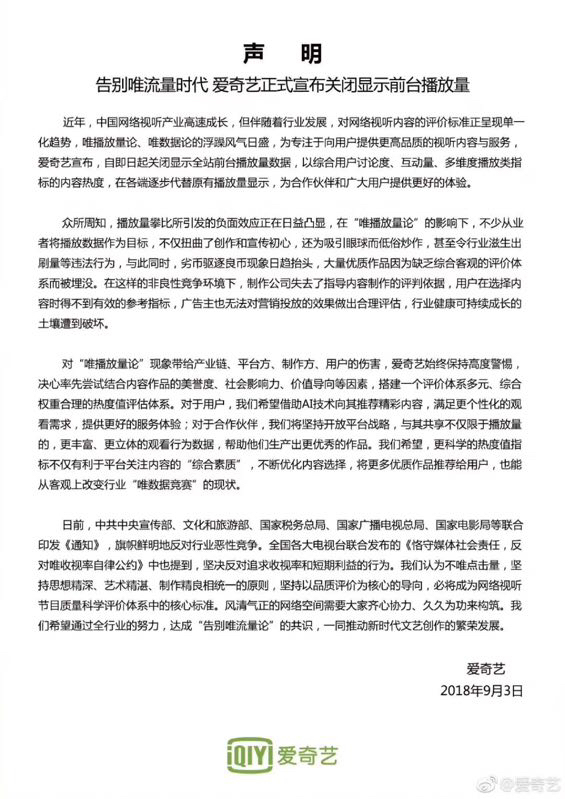 声 明
告别唯流量时代 爱奇艺正式宣布关闭显示前台播放量
近年，中国网络视听产业高速成长，但伴随着行业发展，对网络视听内容的评价标准正呈现单一
化趋势，唯播放量论、唯数据论的浮躁风气日盛，为专注于向用户提供更高品质的视听内容与服务，
爱奇艺宣布，自即日起关闭显示全站前台播放量数据，以综合用户讨论度、互动量、多维度播放类指
标的内容热度，在各端逐步代替原有播放量显示，为合作伙伴和广大用户提供更好的体验。
众所周知，播放量攀比所引发的负面效应正在日益凸显，在“唯播放量论”的影响下，不少从业
者将播放数据作为目标，不仅扭曲了创作和宣传初心，还为吸引眼球而低俗炒作，甚至令行业滋生出
刷量等违法行为，与此同时，劣币驱逐良币现象日趋抬头，大量优质作品因为缺乏综合客观的评价体
系而被埋没。在这样的非良性竞争环境下，制作公司失去了指导内容制作的评判依据，用户在选择内
容时得不到有效的参考指标，广告主也无法对营销投放的效果做出合理评估，行业健康可持续成长的
土壤遭到破坏。
对“唯播放量论”现象带给产业链、平台方、制作方、用户的伤害，爱奇艺始终保持高度警惕，
决心率先尝试结合内容作品的美誉度、社会影响力、价值导向等因素，搭建一个评价体系多元、综合
权重合理的热度值评估体系。对于用户，我们希望借助AI技术向其推荐精彩内容，满足更个性化的观
看需求，提供更好的服务体验；对于合作伙伴，我们将坚持开放平台战略，与其共享不仅限于播放量
的，更丰富、更立体的观看行为数据，帮助他们生产出更优秀的作品。我们希望，更科学的热度值指
标不仅有利于平台关注内容的“综合素质”，不断优化内容选择，将更多优质作品推荐给用户，也能
从客观上改变行业“唯数据竞赛”的现状。
日前，中共中央宣传部、文化和旅游部、国家税务总局、国家广播电视总局、国家电影局等联合
印发《通知》，旗帜鲜明地反对行业恶性竞争。全国各大电视台联合发布的《恪守媒体社会责任，反
对唯收视率自律公约》中也提到，坚决反对追求收视率和短期利益的行为。我们认为不唯点击量，坚
持思想精深、艺术精湛、制作精良相统一的原则，坚持以品质评价为核心的导向，必将成为网络视听
节目质量科学评价体系中的核心标准。风清气正的网络空间需要大家齐心协力、久久为功来构筑。我
们希望通过全行业的努力，达成“告别唯流量论”的共识，一同推动新时代文艺创作的繁荣发展。
爱奇艺
2018年9月3日
iQIYI 爱奇艺
@爱奇艺